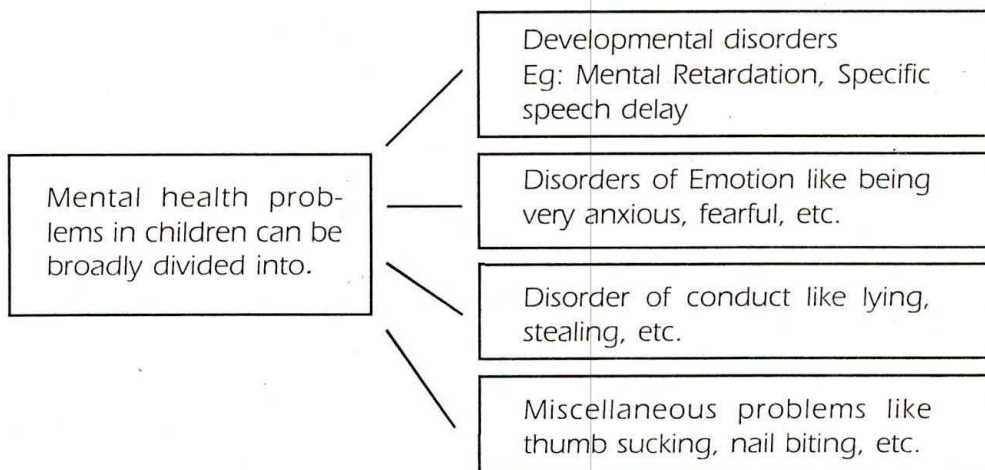 Mental health prob-
lems in children can be
broadly divided into.
Developmental disorders
Eg: Mental Retardation, Specific
speech delay
Disorders of Emotion like being
very anxious, fearful, etc.
Disorder of conduct like lying,
stealing, etc.
Miscellaneous problems like
thumb sucking, nail biting, etc.